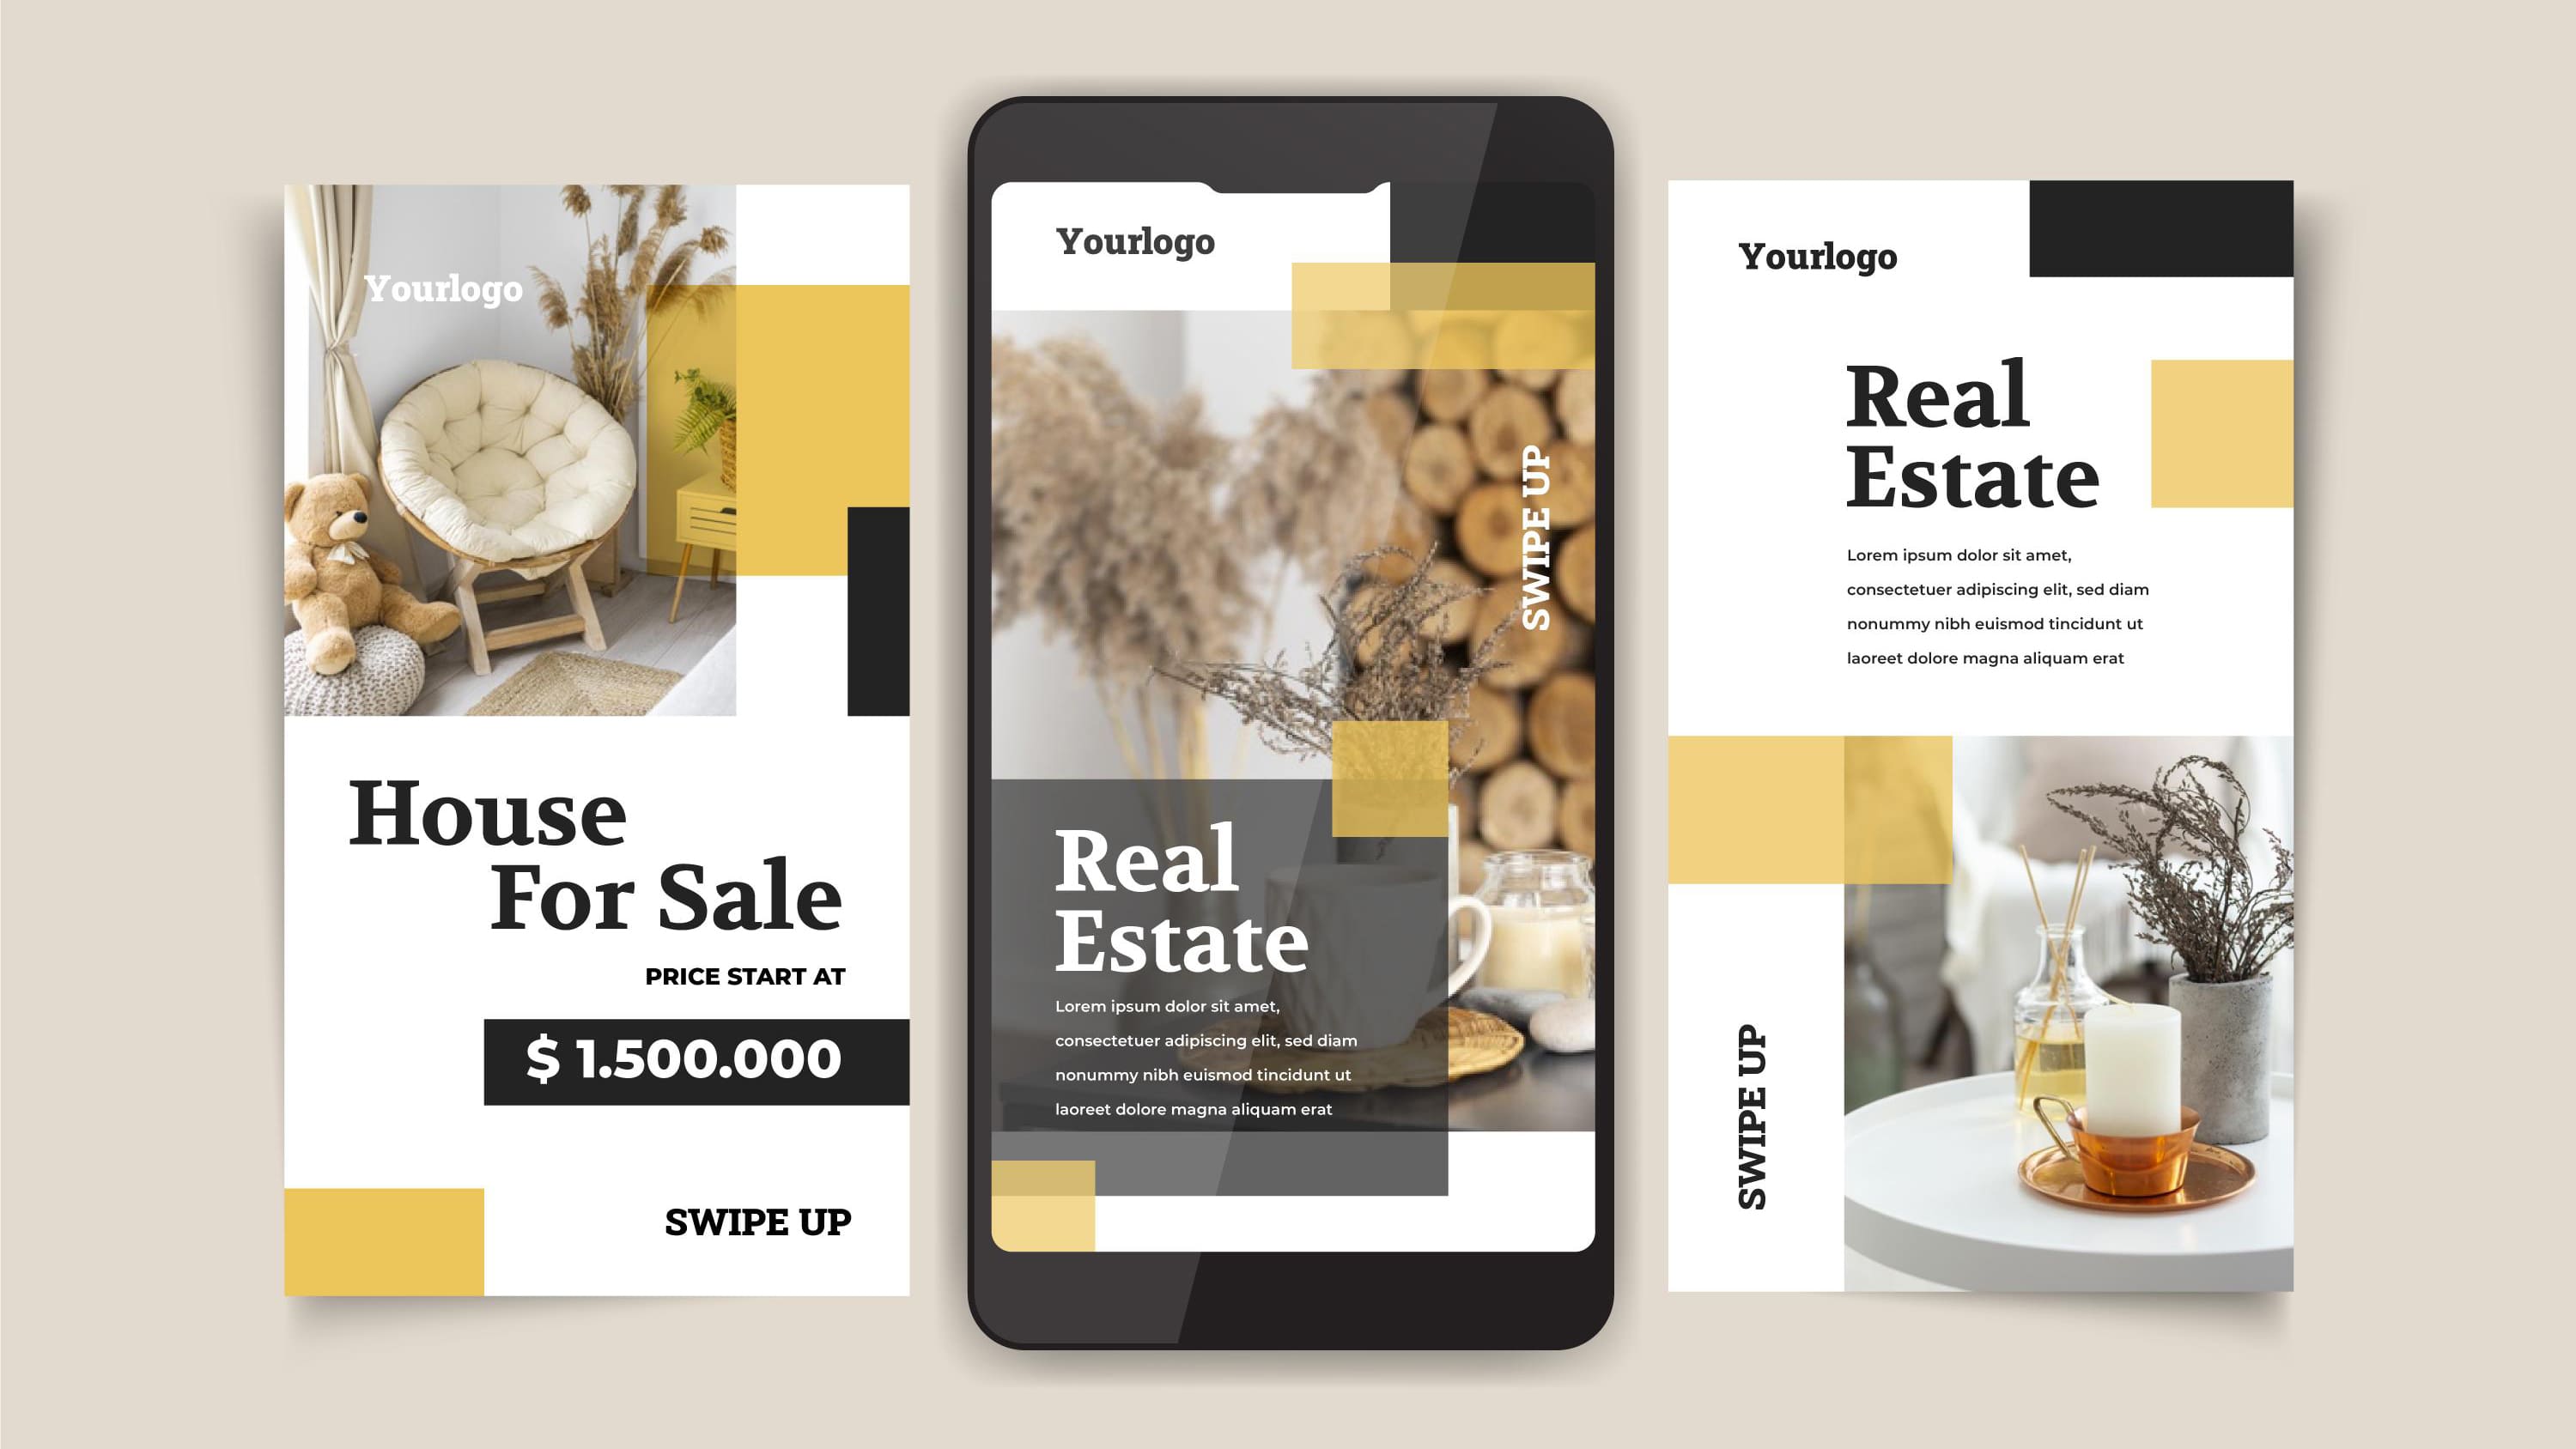 Yourlogo
House
For Sale
PRICE START AT
$ 1.500.000
SWIPE UP
Yourlogo
SWIPE UP
Real
Estate
Lorem ipsum dolor sit amet,
consectetuer adipiscing elit, sed diam
nonummy nibh euismod tincidunt ut
laoreet dolore magna aliquam erat
Yourlogo
Real
Estate
Lorem ipsum dolor sit amet,
consectetuer adipiscing elit, sed diam
nonummy nibh euismod tincidunt ut
laoreet dolore magna aliquam erat
SWIPE UP